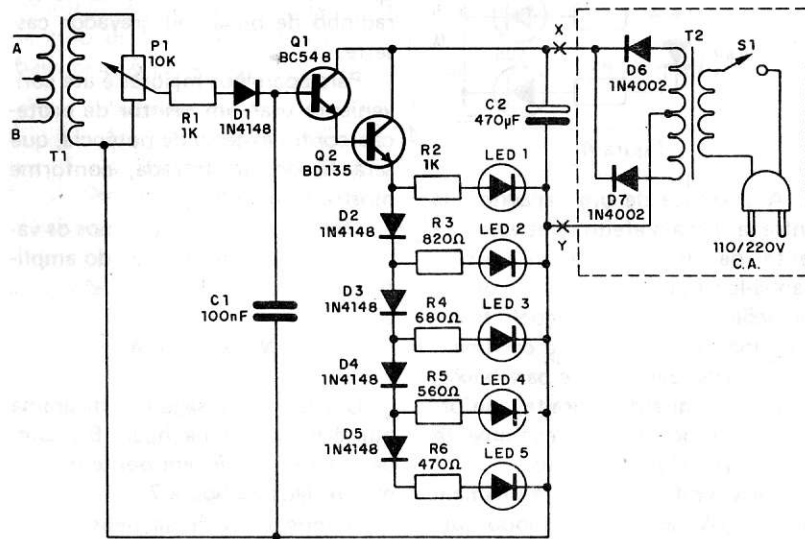 A
B
T1
P1
10K
R1
1K
D1
1N4148
C1
100nF
Q1
BC548
Q2
BD135
D2
1N4148
D3
1N4148
D4
1N4148
D5
1N4148
R2
1K
LED 1
R3
820Ω
LED 2
R4
680Ω
LED 3
R5
560Ω
LED 4
R6
470Ω
LED 5
X
C2
470µF
Y
D6
1N4002
D7
1N4002
T2
S1
110/220V
C.A.